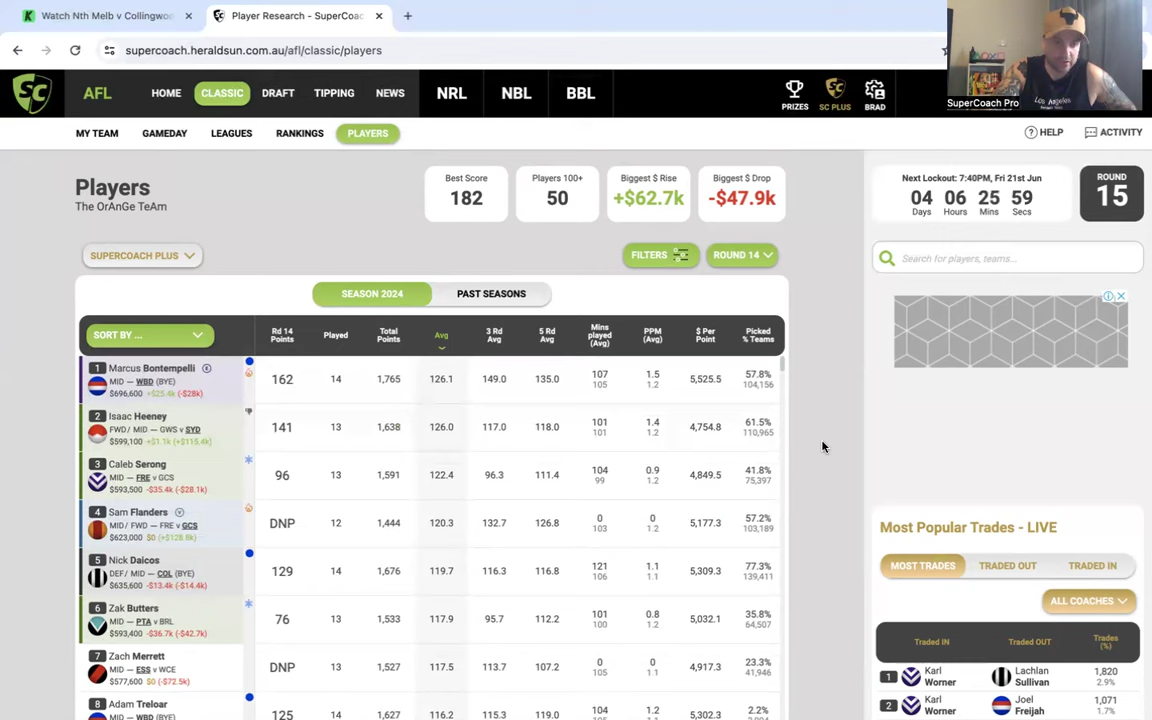 Watch Nth Melb v Collingwoo
Player Research - SuperCoac
supercoach.heraldsun.com.au/afl/classic/players
SuperCoach Pro
SC AFL HOME CLASSIC DRAFT TIPPING NEWS NRL NBL BBL PRIZES SC PLUS BRAD
MY TEAM GAMEDAY LEAGUES RANKINGS PLAYERS HELP ACTIVITY
Players
The OrAnGe TeAm
Best Score 182
Players 100+ 50
Biggest $ Rise +$62.7k
Biggest $ Drop -$47.9k
Next Lockout: 7:40PM, Fri 21st Jun
04 06 25 59
Days Hours Mins Secs
ROUND 15
SUPERCOACH PLUS FILTERS ROUND 14
Search for players, teams...
SEASON 2024 PAST SEASONS
SORT BY ... Rd 14 Points Played Total Points Avg 3 Rd Avg 5 Rd Avg Mins played (Avg) PPM (Avg) $ Per Point Picked % Teams
1 Marcus Bontempelli
MID — WBD (BYE)
$696,600 +$25.4k (-$28k)
162 14 1,765 126.1 149.0 135.0 107 105 1.5 1.2 5,525.5 57.8% 104,156
2 Isaac Heeney
FWD/ MID — GWS v SYD
$599,100 +$1.1k (+$115.4k)
141 13 1,638 126.0 117.0 118.0 101 101 1.4 1.2 4,754.8 61.5% 110,965
3 Caleb Serong
MID — FRE v GCS
$593,500 -$35.4k (-$28.1k)
96 13 1,591 122.4 96.3 111.4 104 99 0.9 1.2 4,849.5 41.8% 75,397
4 Sam Flanders
MID/ FWD — FRE v GCS
$623,000 $0 (+$128.8k)
DNP 12 1,444 120.3 132.7 126.8 0 103 0 1.2 5,177.3 57.2% 103,189
5 Nick Daicos
DEF/ MID — COL (BYE)
$635,600 -$13.4k (-$14.4k)
129 14 1,676 119.7 116.3 116.8 121 106 1.1 1.1 5,309.3 77.3% 139,411
6 Zak Butters
MID — PTA v BRL
$593,400 -$36.7k (-$42.7k)
76 13 1,533 117.9 95.7 112.2 101 100 0.8 1.2 5,032.1 35.8% 64,507
7 Zach Merrett
MID — ESS v WCE
$577,600 $0 (-$72.5k)
DNP 13 1,527 117.5 113.7 107.2 0 105 0 1.1 4,917.3 23.3% 41,946
8 Adam Treloar
MID — WBD (BYE)
125 14 1,627 116.2 115.3 119.0 104 1.2 5,302.3 2.2%
Most Popular Trades - LIVE
MOST TRADES TRADED OUT TRADED IN
ALL COACHES
Traded IN Traded OUT Trades (%)
1 Karl Worner Lachlan Sullivan 1,820 2.9%
2 Karl Worner Joel Freijah 1,071 1.7%